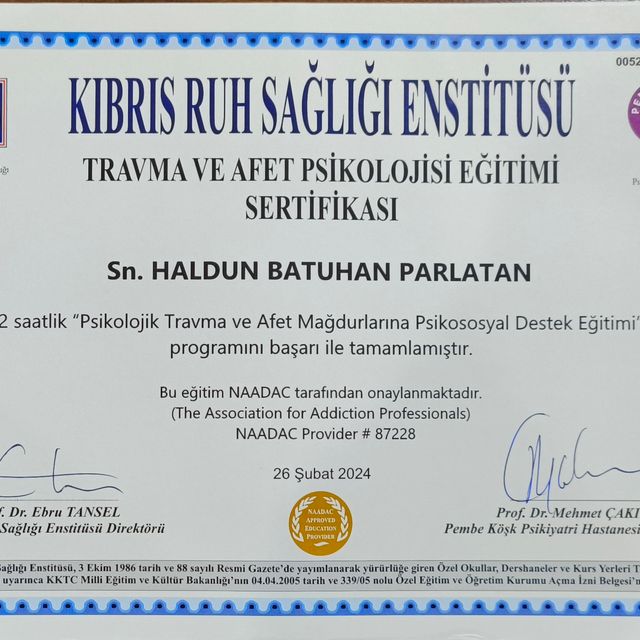 0052
KIBRIS RUH SAĞLIĞI ENSTİTÜSÜ
TRAVMA VE AFET PSİKOLOJİSİ EĞİTİMİ
SERTİFİKASI
Sn. HALDUN BATUHAN PARLATAN
2 saatlik “Psikolojik Travma ve Afet Mağdurlarına Psikososyal Destek Eğitimi”
programını başarı ile tamamlamıştır.
Bu eğitim NAADAC tarafından onaylanmaktadır.
(The Association for Addiction Professionals)
NAADAC Provider # 87228
26 Şubat 2024
f. Dr. Ebru TANSEL
Sağlığı Enstitüsü Direktörü
NAADAC
APPROVED
EDUCATION
PROVIDER
Prof. Dr. Mehmet ÇAKI
Pembe Köşk Psikiyatri Hastanesi
Sağlığı Enstitüsü, 3 Ekim 1986 tarih ve 88 sayılı Resmi Gazete’de yayımlanarak yürürlüğe giren Özel Okullar, Dershaneler ve Kurs Yerleri T
uyarınca KKTC Milli Eğitim ve Kültür Bakanlığı’nın 04.04.2005 tarih ve 339/05 nolu Özel Eğitim ve Öğretim Kurumu Açma İzni Belgesi’n